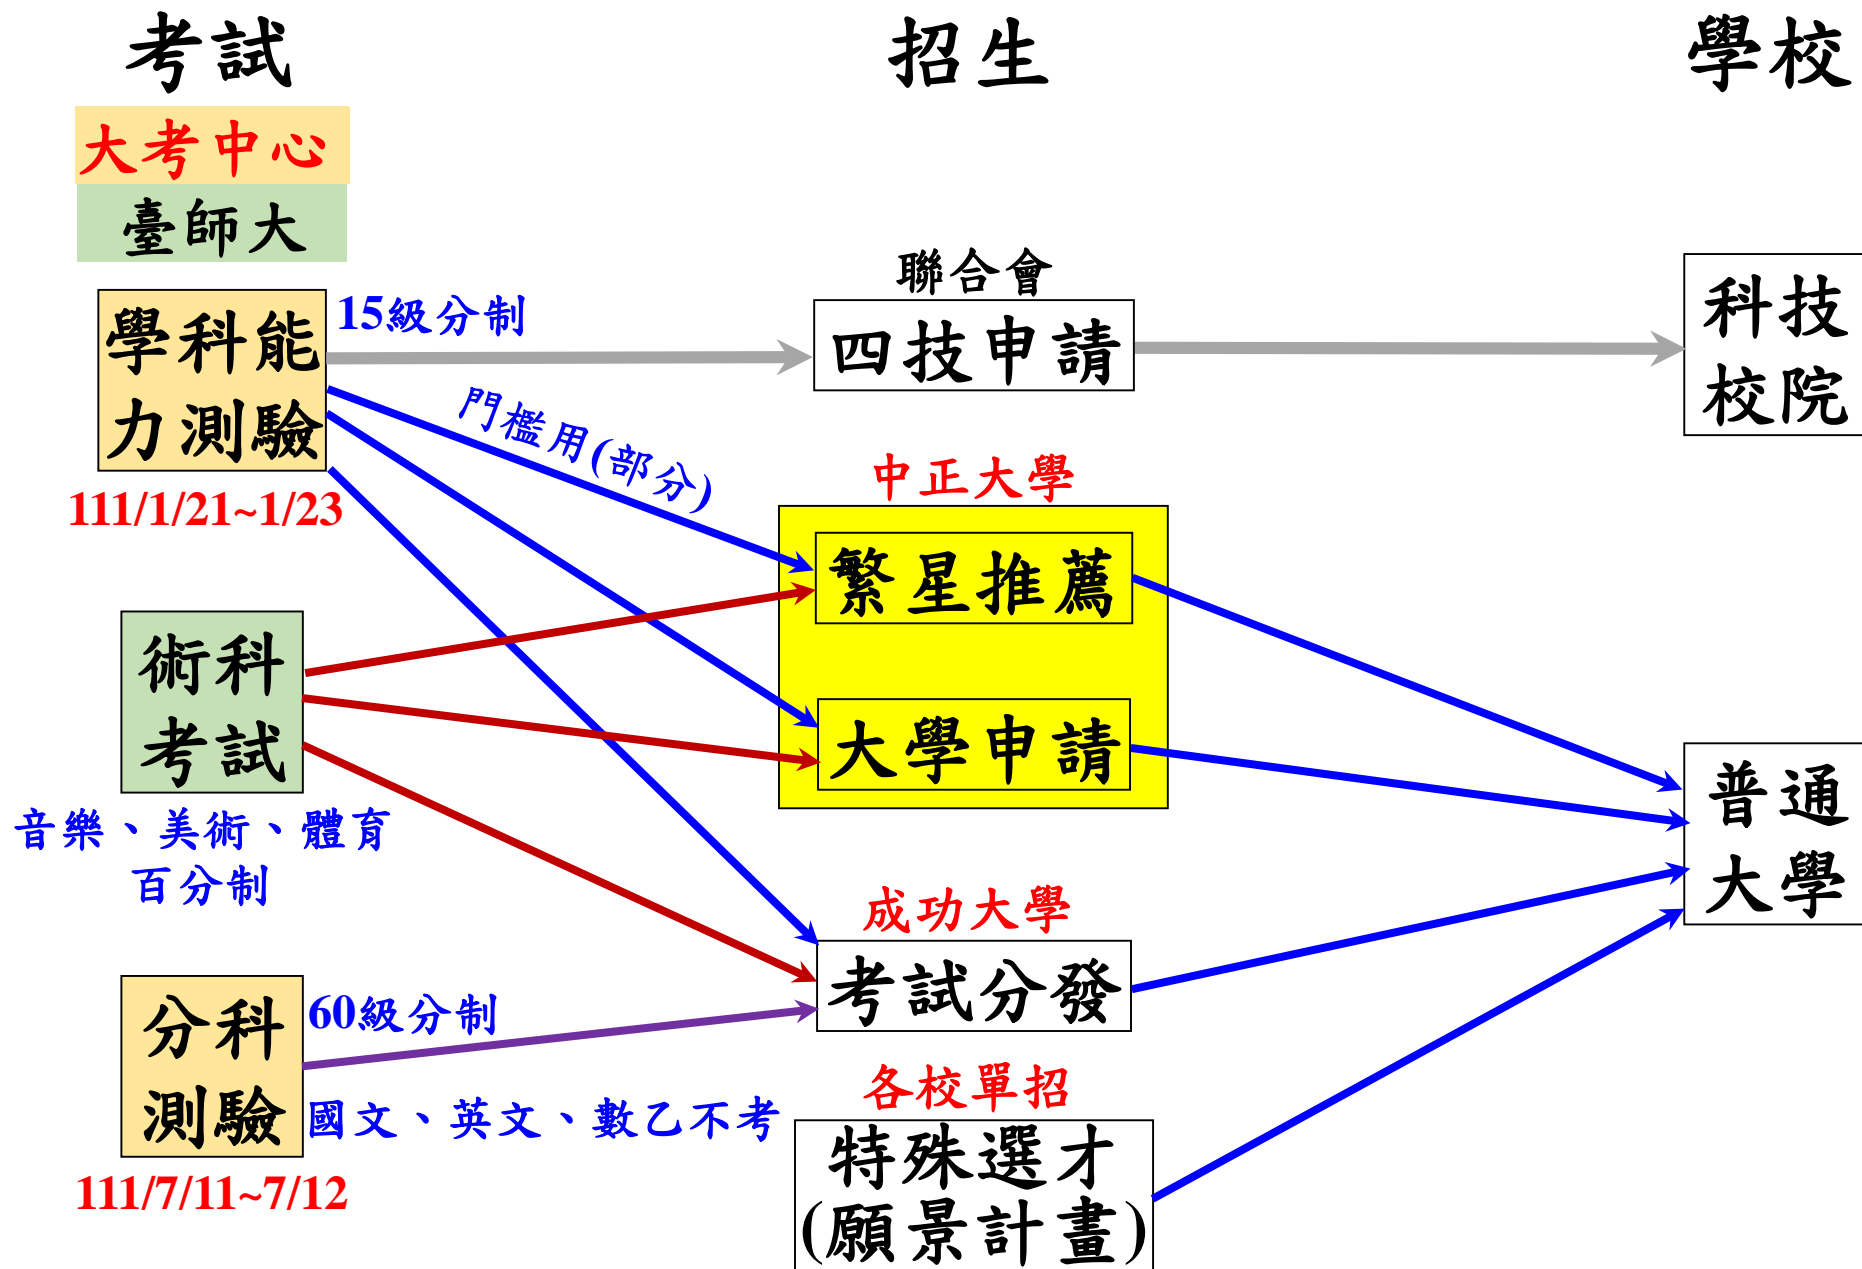 考試
招生
學校
大考中心
臺師大
學科能
力測驗
111/1/21~1/23
15級分制
門檻用(部分)
術科
考試
音樂、美術、體育
百分制
分科
測驗
111/7/11~7/12
60級分制
國文、英文、數乙不考
聯合會
四技申請
中正大學
繁星推薦
大學申請
成功大學
考試分發
各校單招
特殊選才
(願景計畫)
科技
校院
普通
大學